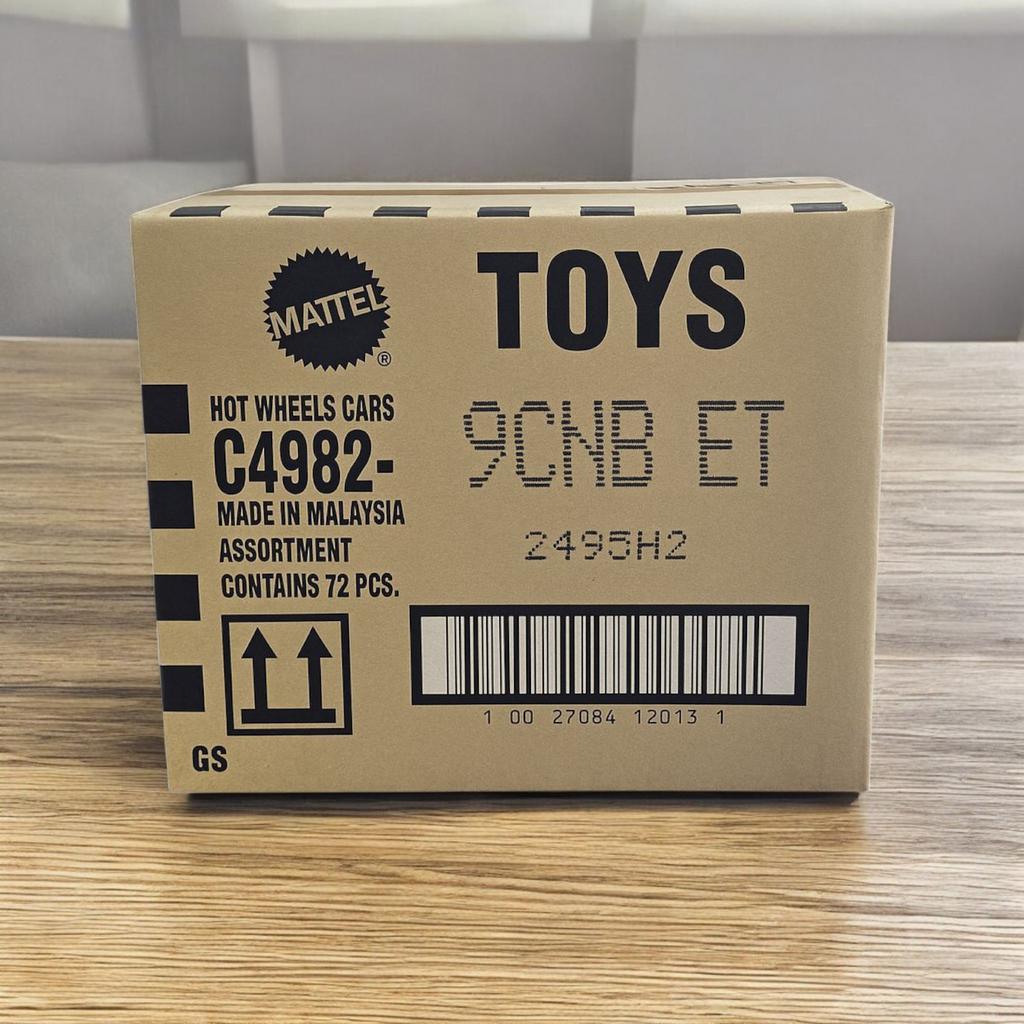 MATTEL
®
TOYS
HOT WHEELS CARS
C4982-
MADE IN MALAYSIA
ASSORTMENT
CONTAINS 72 PCS.
9CNB ET
2495H2
1 00 27084 12013 1
GS